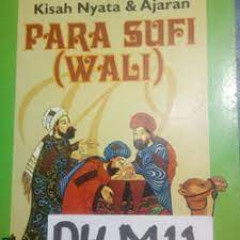 Kisah Nyata & Ajaran
PARA SUFI
(WALI)